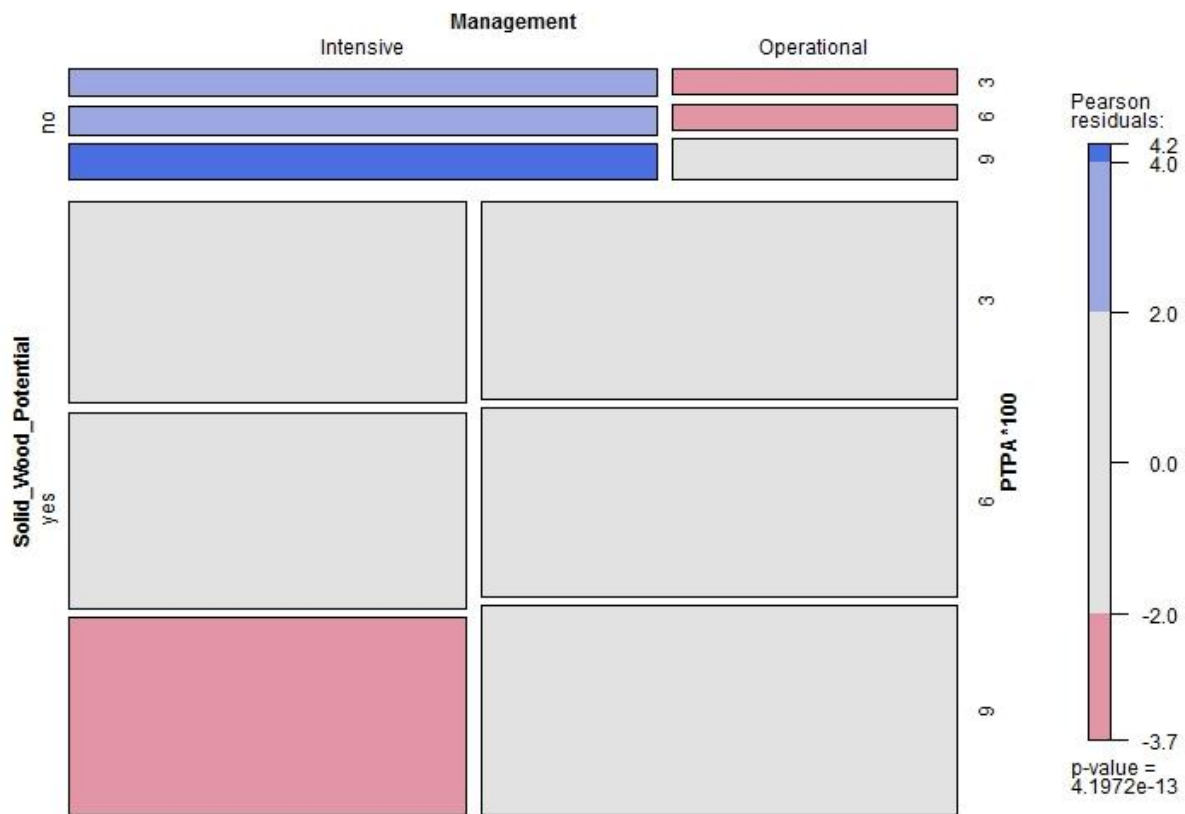 Management
Intensive
Operational
no
3
6
9
Solid_Wood_Potential
yes
3
6
9
PTPA *100
Pearson
residuals:
4.2
4.0
2.0
0.0
-2.0
-3.7
p-value =
4.1972e-13